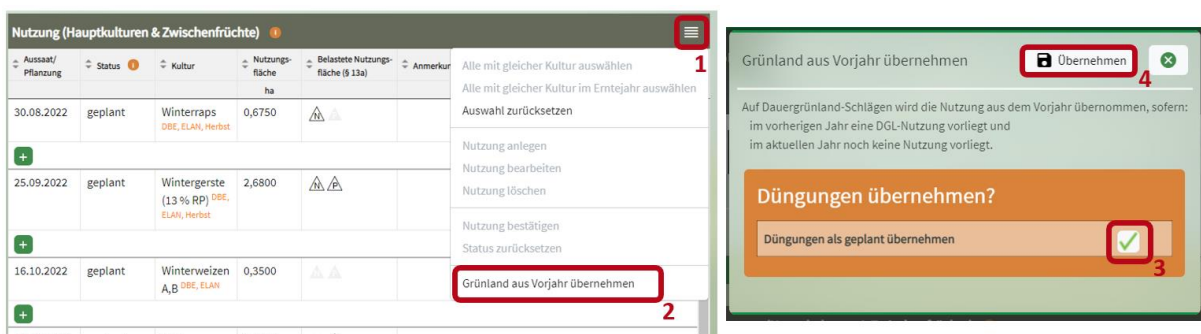 Nutzung (Hauptkulturen & Zwischenfrüchte)
1
Aussaat/ Pflanzung
Status
Kultur
Nutzungs- fläche
Belastete Nutzungs- fläche (§ 13a)
Anmerkur
ha
30.08.2022 geplant Winterraps 0,6750 N
DBE, ELAN, Herbst
+
25.09.2022 geplant Wintergerste 2,6800 N P
(13 % RP) DBE,
ELAN, Herbst
+
16.10.2022 geplant Winterweizen 0,3500
A,B DBE, ELAN
+
Alle mit gleicher Kultur auswählen
Alle mit gleicher Kultur im Erntejahr auswählen
Auswahl zurücksetzen
Nutzung anlegen
Nutzung bearbeiten
Nutzung löschen
Nutzung bestätigen
Status zurücksetzen
Grünland aus Vorjahr übernehmen
2
Grünland aus Vorjahr übernehmen
Übernehmen
4
Auf Dauergrünland-Schlägen wird die Nutzung aus dem Vorjahr übernommen, sofern:
im vorherigen Jahr eine DGL-Nutzung vorliegt und
im aktuellen Jahr noch keine Nutzung vorliegt.
Düngungen übernehmen?
Düngungen als geplant übernehmen
3